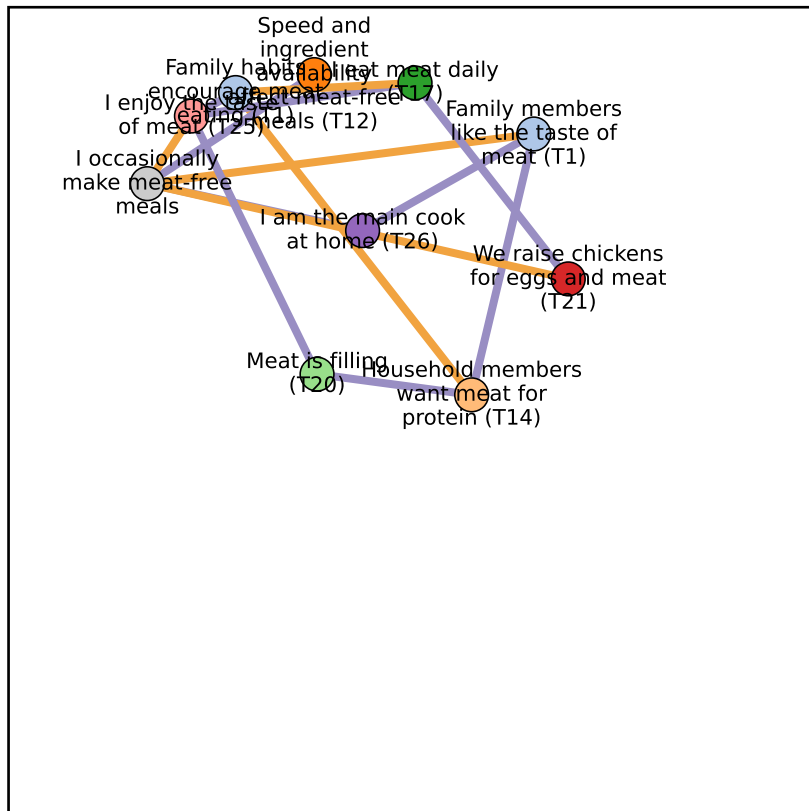 Speed and
ingredient
availability
affect meat-free
meals (T12)
Family habits
encourage meat
eating (T1)
I eat meat daily
(T17)
I enjoy the taste
of meat (T25)
Family members
like the taste of
meat (T1)
I occasionally
make meat-free
meals
I am the main cook
at home (T26)
We raise chickens
for eggs and meat
(T21)
Meat is filling
(T20)
Household members
want meat for
protein (T14)